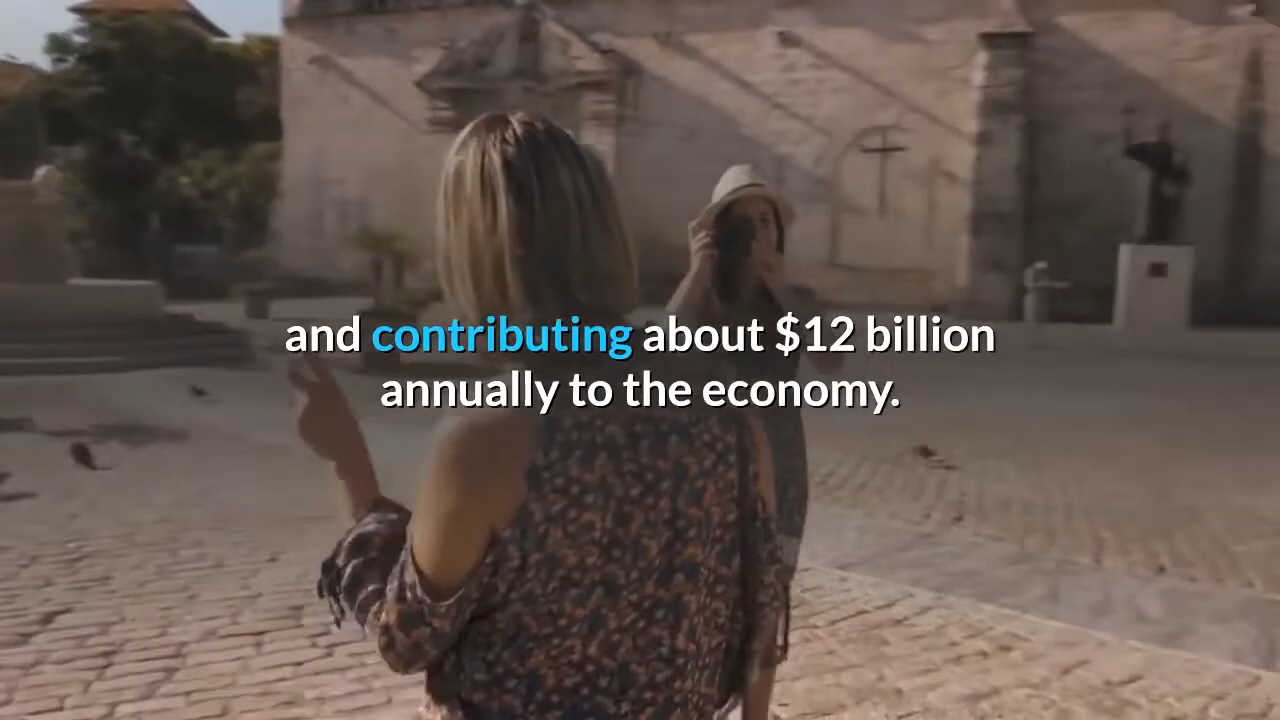 and contributing about $12 billion
annually to the economy.